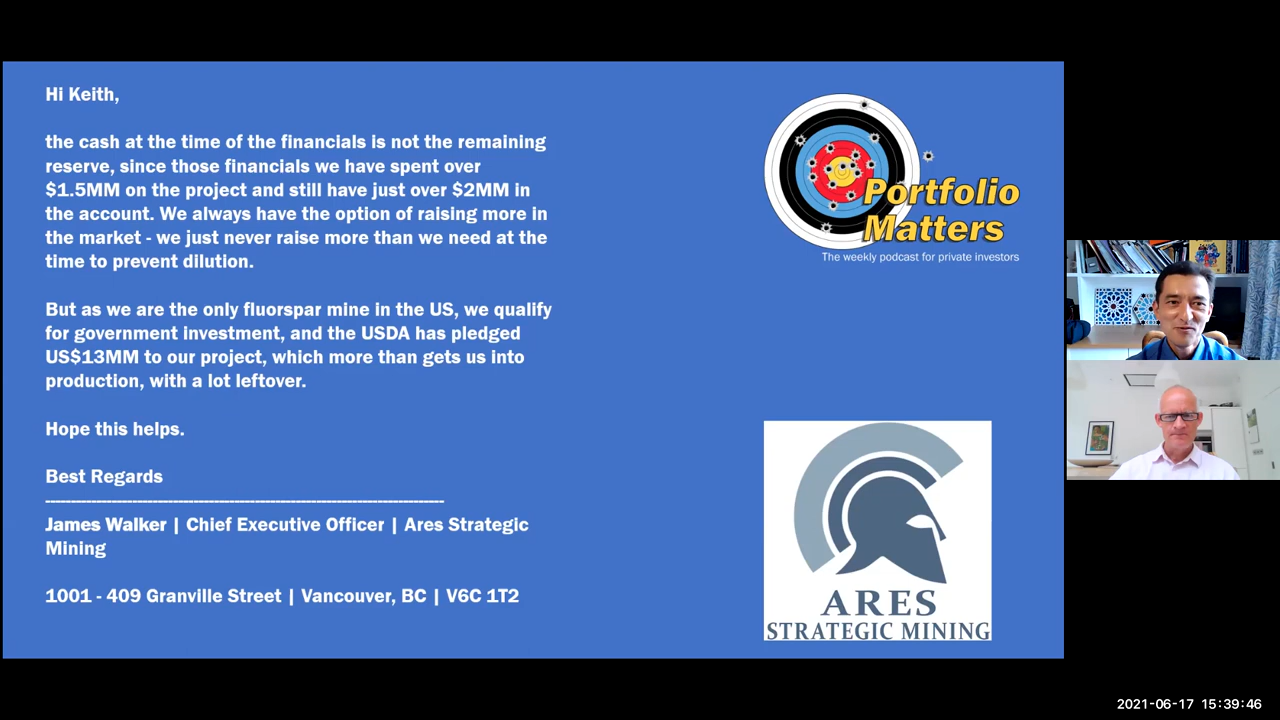 Hi Keith,
the cash at the time of the financials is not the remaining
reserve, since those financials we have spent over
$1.5MM on the project and still have just over $2MM in
the account. We always have the option of raising more in
the market - we just never raise more than we need at the
time to prevent dilution.
But as we are the only fluorspar mine in the US, we qualify
for government investment, and the USDA has pledged
US$13MM to our project, which more than gets us into
production, with a lot leftover.
Hope this helps.
Best Regards
--------------------------------------------------------------------------------
James Walker | Chief Executive Officer | Ares Strategic
Mining
1001 - 409 Granville Street | Vancouver, BC | V6C 1T2
Portfolio
Matters
The weekly podcast for private investors
ARES
STRATEGIC MINING
2021-06-17 15:39:46